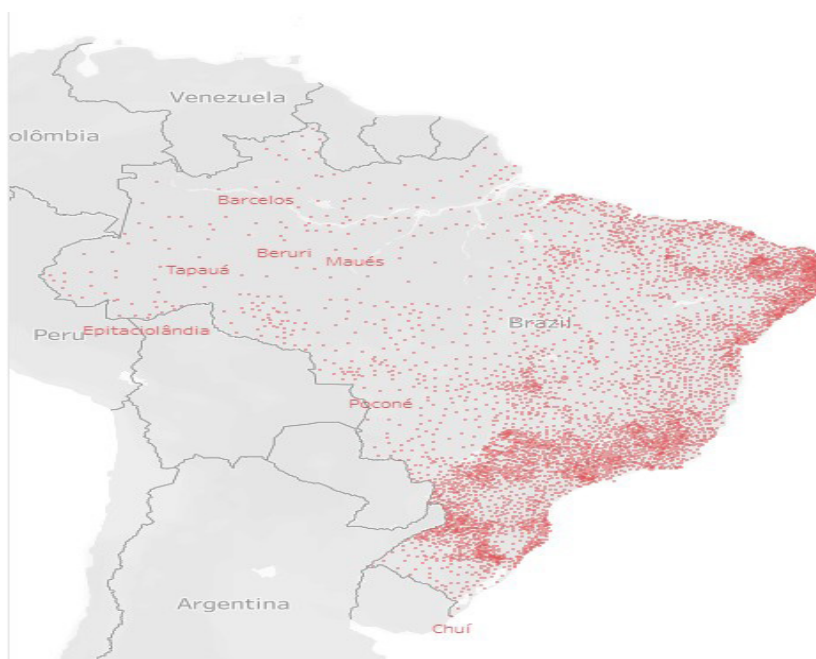 Venezuela
olômbia
Barcelos
Beruri
Maués
Tapauá
Brazil
Epitaciolândia
Peru
Poconé
Argentina
Chuí